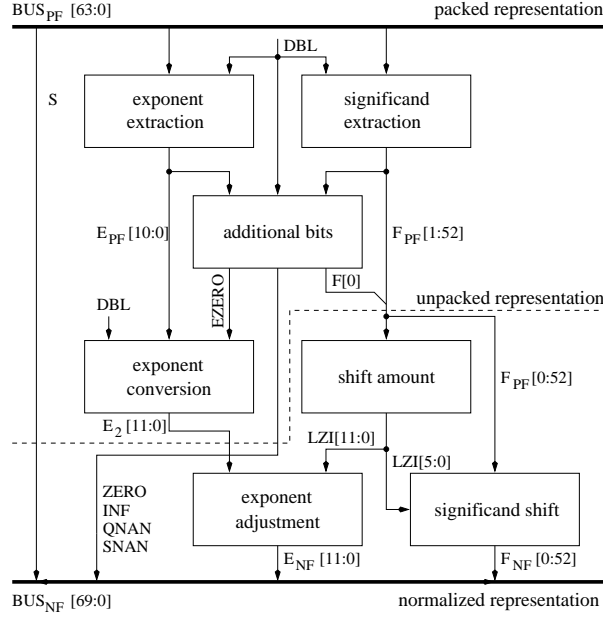 BUS_PF [63:0]
packed representation
DBL
S
exponent
extraction
significand
extraction
E_PF [10:0]
additional bits
F_PF [1:52]
EZERO
F[0]
unpacked representation
DBL
exponent
conversion
shift amount
F_PF [0:52]
E_2 [11:0]
LZI[11:0]
LZI[5:0]
ZERO
INF
QNAN
SNAN
exponent
adjustment
significand shift
E_NF [11:0]
F_NF [0:52]
BUS_NF [69:0]
normalized representation